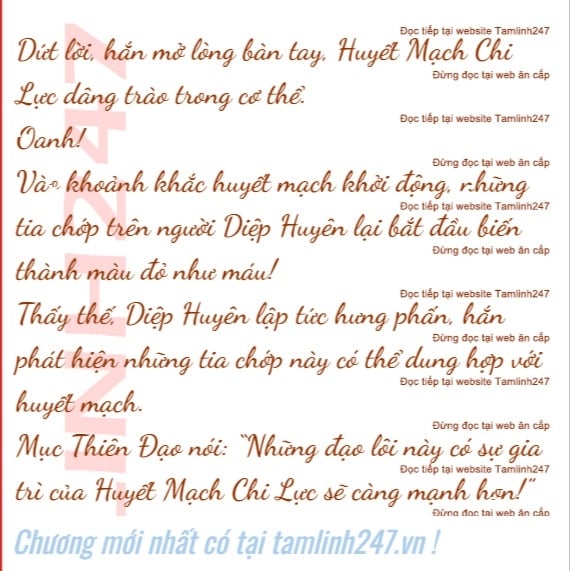 Đọc tiếp tại website Tamlinh247
Dứt lời, hắn mở lòng bàn tay, Huyết Mạch Chi
Đừng đọc tại web ăn cắp
Lực dâng trào trong cơ thể.
Đọc tiếp tại website Tamlinh247
Oanh!
Đừng đọc tại web ăn cắp
Vào khoảnh khắc huyết mạch khởi động, những
Đọc tiếp tại website Tamlinh247
tia chớp trên người Diệp Huyên lại bắt đầu biến
Đừng đọc tại web ăn cắp
thành màu đỏ như máu!
Đọc tiếp tại website Tamlinh247
Thấy thế, Diệp Huyên lập tức hưng phấn, hắn
Đừng đọc tại web ăn cắp
phát hiện những tia chớp này có thể dung hợp với
Đọc tiếp tại website Tamlinh247
huyết mạch.
Đừng đọc tại web ăn cắp
Mục Thiên Đạo nói: “Những đạo lôi này có sự gia
Đọc tiếp tại website Tamlinh247
trì của Huyết Mạch Chi Lực sẽ càng mạnh hơn!”
Đừng đọc tại web ăn cắp
INH247
Chương mới nhất có tại tamlinh247.vn !